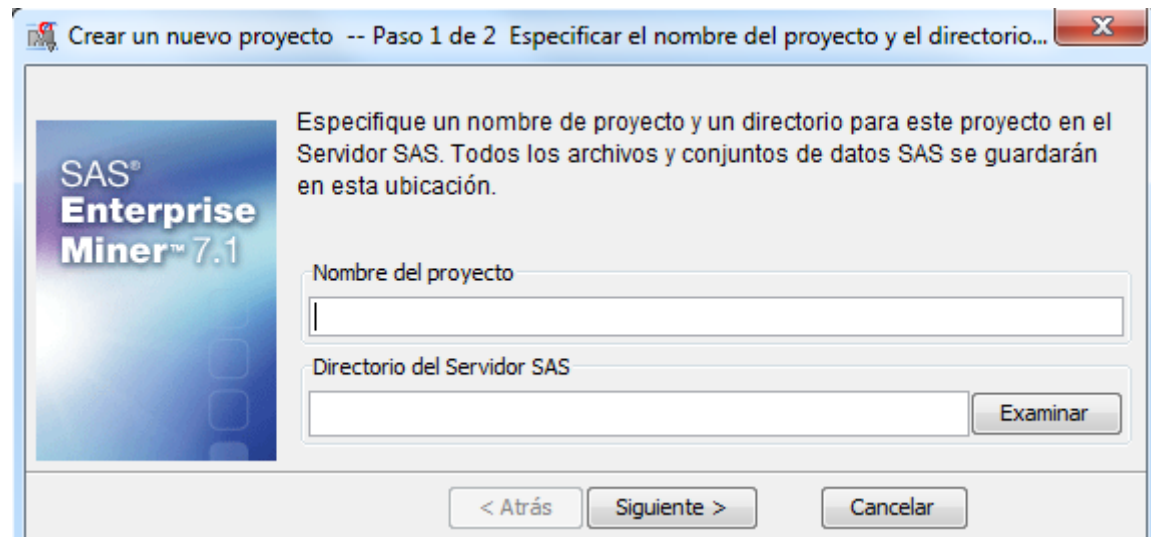 Crear un nuevo proyecto -- Paso 1 de 2 Especificar el nombre del proyecto y el directorio...
Especifique un nombre de proyecto y un directorio para este proyecto en el
Servidor SAS. Todos los archivos y conjuntos de datos SAS se guardarán
en esta ubicación.
SAS®
Enterprise
Miner™ 7.1
Nombre del proyecto
Directorio del Servidor SAS
Examinar
< Atrás
Siguiente >
Cancelar